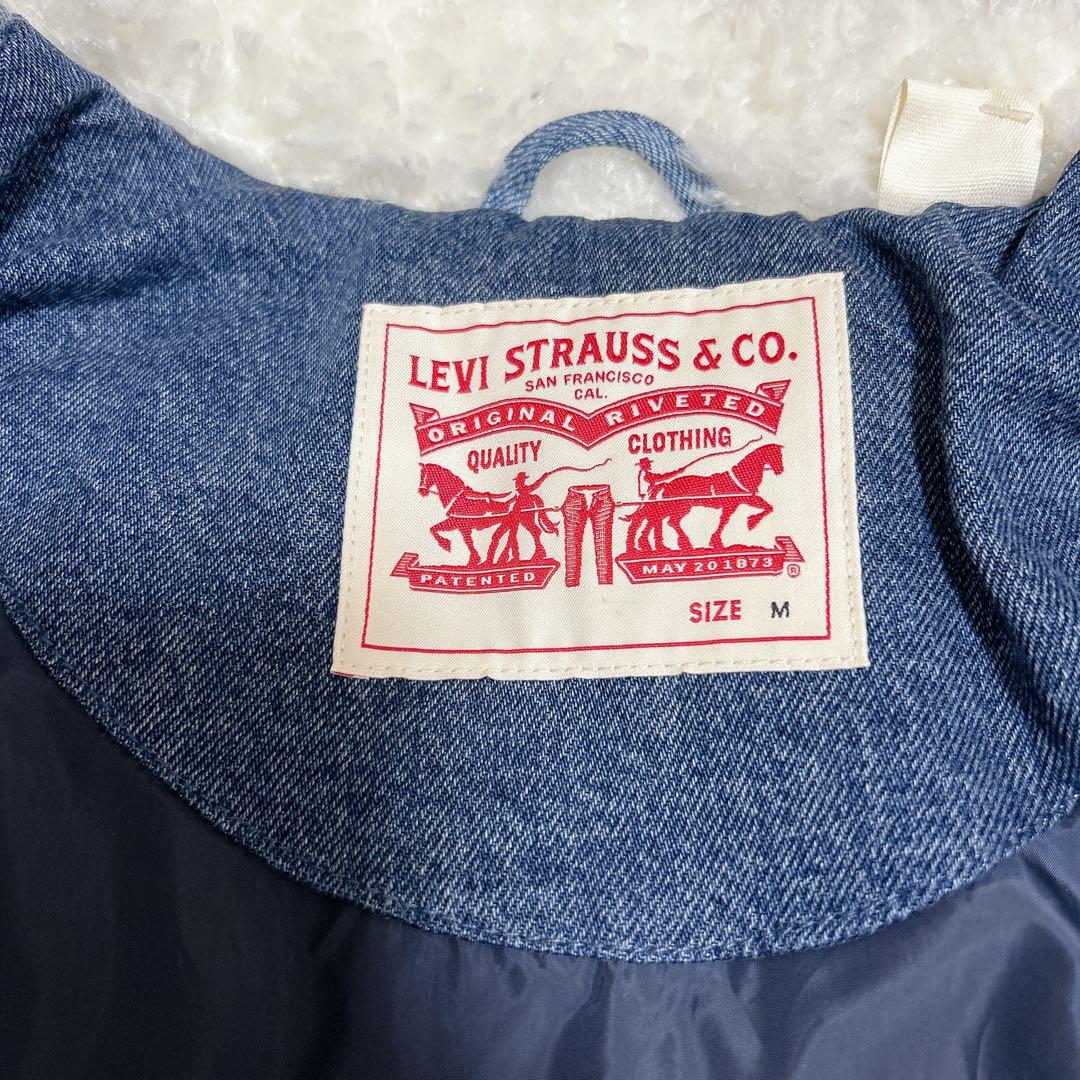 LEVI STRAUSS & CO.
SAN FRANCISCO
CAL.
ORIGINAL RIVETED
QUALITY CLOTHING
PATENTED MAY 20 1873 ®
SIZE M